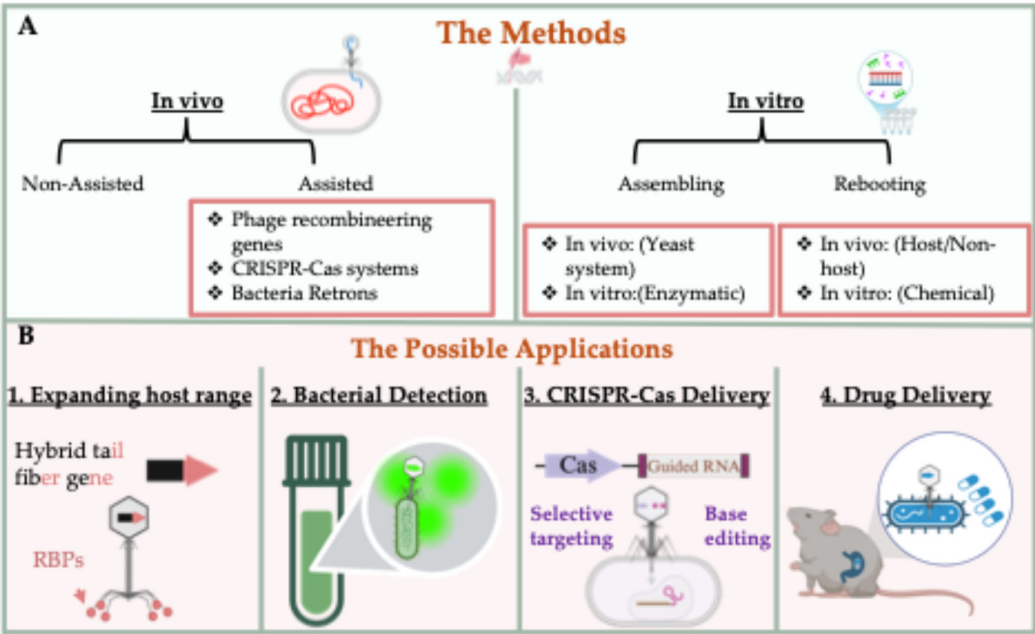 A
The Methods
In vivo
Non-Assisted
Assisted
❖ Phage recombineering
genes
❖ CRISPR-Cas systems
❖ Bacteria Retrons
In vitro
Assembling
Rebooting
❖ In vivo: (Yeast
system)
❖ In vitro:(Enzymatic)
❖ In vivo: (Host/Non-
host)
❖ In vitro: (Chemical)
B
The Possible Applications
1. Expanding host range
Hybrid tail
fiber gene
RBPs
2. Bacterial Detection
3. CRISPR-Cas Delivery
Cas
Guided RNA
Selective
targeting
Base
editing
4. Drug Delivery